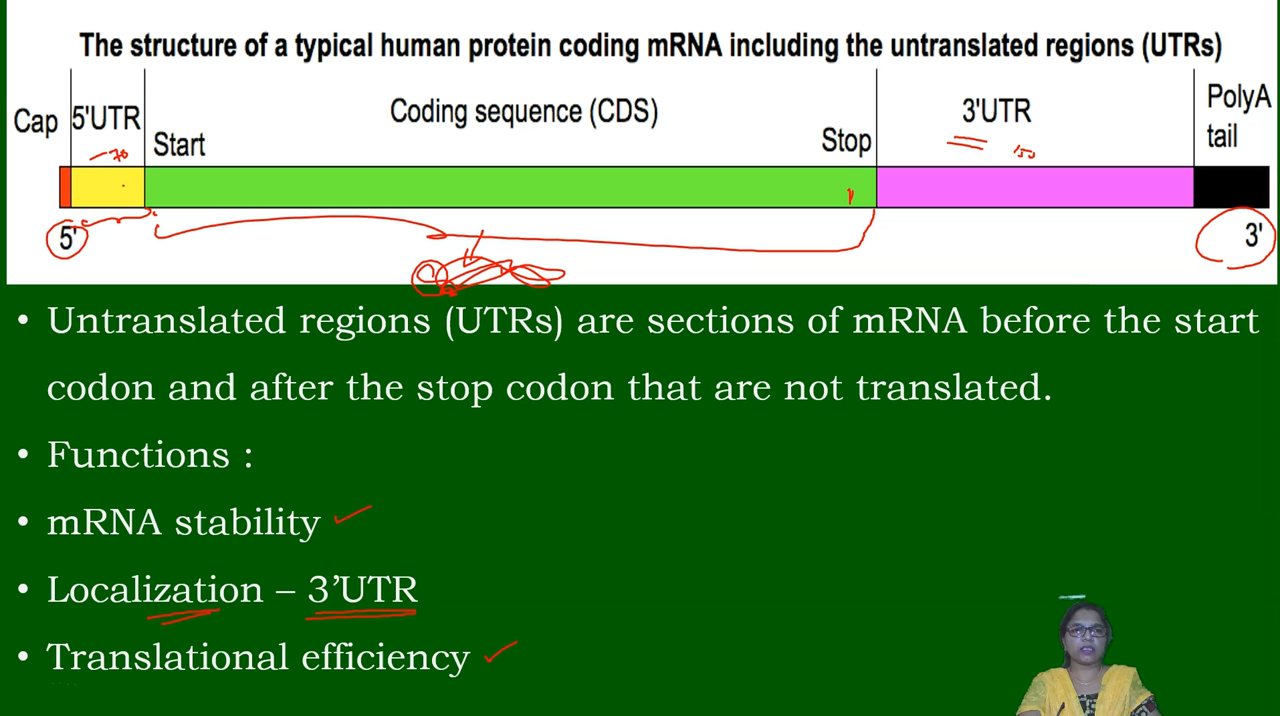 The structure of a typical human protein coding mRNA including the untranslated regions (UTRs)
Cap
5'UTR
Start
Coding sequence (CDS)
Stop
3'UTR
PolyA
tail
70
150
5'
3'
• Untranslated regions (UTRs) are sections of mRNA before the start
codon and after the stop codon that are not translated.
• Functions :
• mRNA stability
• Localization – 3’UTR
• Translational efficiency